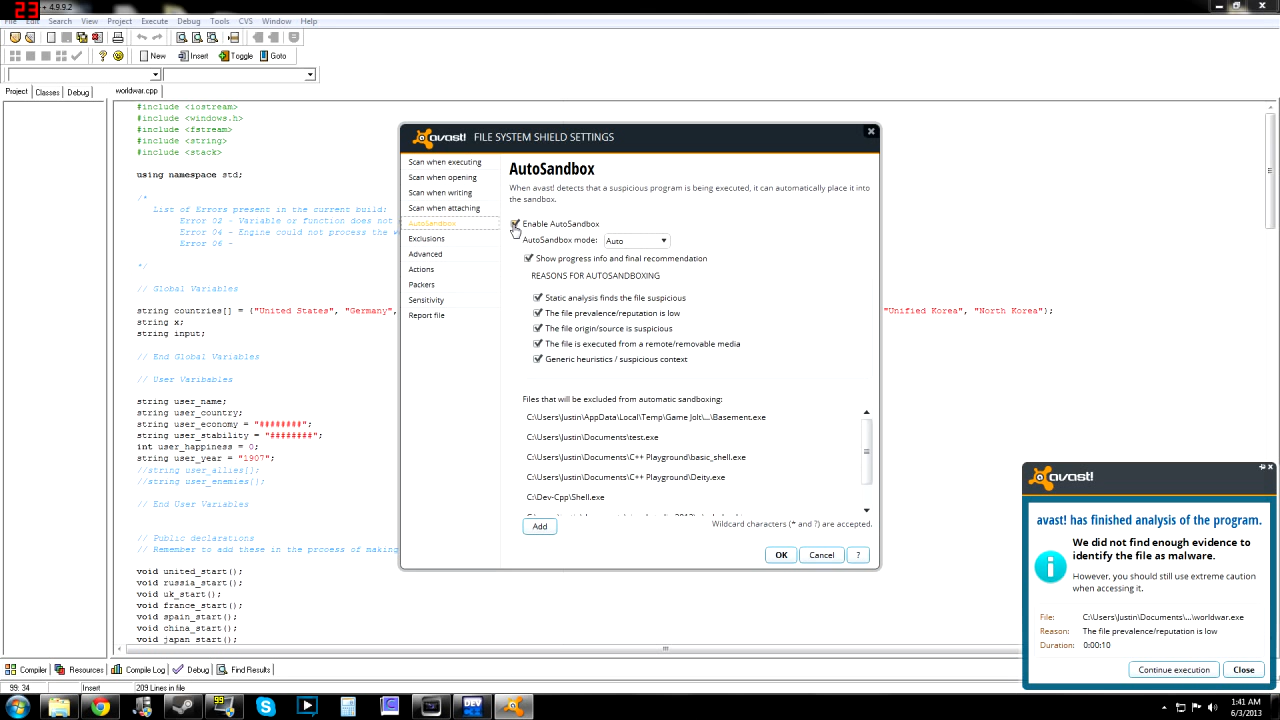 23 + 4.9.9.2
File Edit Search View Project Execute Debug Tools CVS Window Help
New Insert Toggle Goto
Project Classes Debug worldwar.cpp
#include <iostream>
#include <windows.h>
#include <fstream>
#include <string>
#include <stack>
using namespace std;
/*
List of Errors present in the current build:
Error 02 - Variable or function does not
Error 04 - Engine could not process the w
Error 06 -
*/
// Global Variables
string countries[] = {"United States", "Germany", "Unified Korea", "North Korea"};
string x;
string input;
// End Global Variables
// User Varibables
string user_name;
string user_country;
string user_economy = "########";
string user_stability = "########";
int user_happiness = 0;
string user_year = "1907";
//string user_allies[];
//string user_enemies[];
// End User Variables
// Public declarations
// Remember to add these in the prccess of making
void united_start();
void russia_start();
void uk_start();
void france_start();
void spain_start();
void china_start();
void japan_start();
avast! FILE SYSTEM SHIELD SETTINGS
Scan when executing
Scan when opening
Scan when writing
Scan when attaching
AutoSandbox
Exclusions
Advanced
Actions
Packers
Sensitivity
Report file
AutoSandbox
When avast! detects that a suspicious program is being executed, it can automatically place it into
the sandbox.
Enable AutoSandbox
AutoSandbox mode: Auto
Show progress info and final recommendation
REASONS FOR AUTOSANDBOXING
Static analysis finds the file suspicious
The file prevalence/reputation is low
The file origin/source is suspicious
The file is executed from a remote/removable media
Generic heuristics / suspicious context
Files that will be excluded from automatic sandboxing:
C:\Users\Justin\AppData\Local\Temp\Game Jolt\...\Basement.exe
C:\Users\Justin\Documents\test.exe
C:\Users\Justin\Documents\C++ Playground\basic_shell.exe
C:\Users\Justin\Documents\C++ Playground\Deity.exe
C:\Dev-Cpp\Shell.exe
Add Wildcard characters (* and ?) are accepted.
OK Cancel ?
avast!
avast! has finished analysis of the program.
We did not find enough evidence to
identify the file as malware.
However, you should still use extreme caution
when accessing it.
File: C:\Users\Justin\Documents\...\worldwar.exe
Reason: The file prevalence/reputation is low
Duration: 0:00:10
Continue execution Close
Compiler Resources Compile Log Debug Find Results
99: 34 Insert 209 Lines in file
99 DEV
1:41 AM
6/3/2013